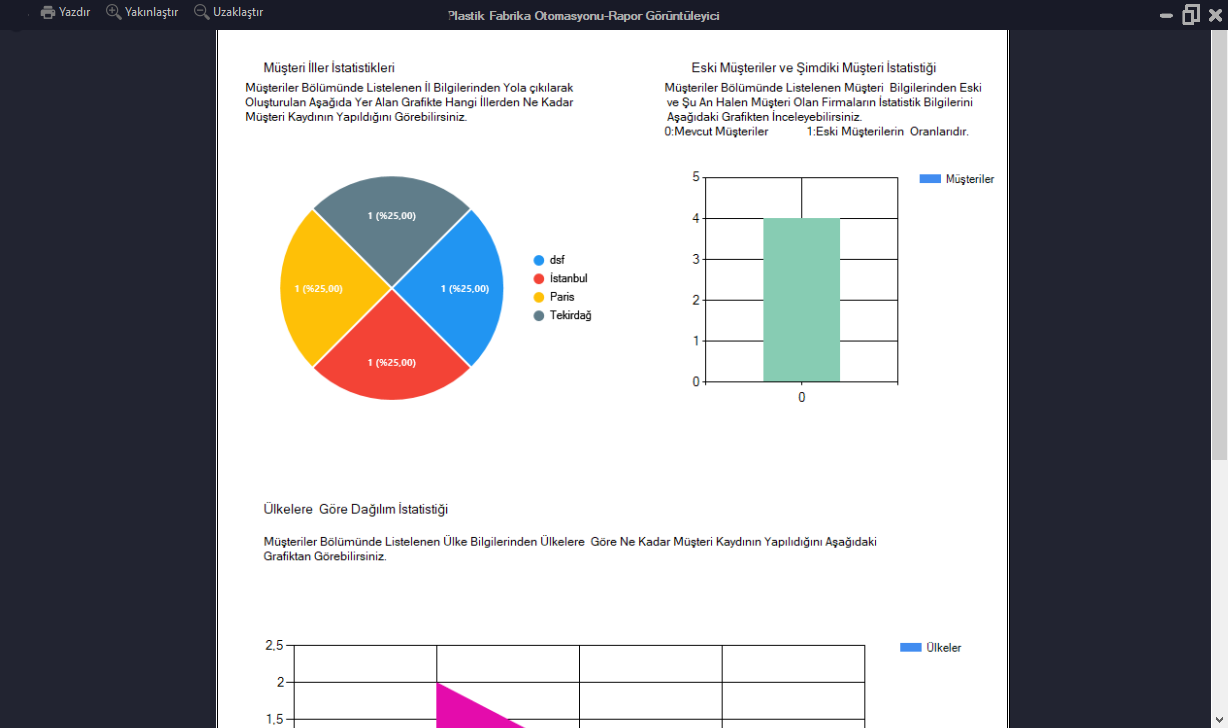 Yazdır
Yakınlaştır
Uzaklaştır
Plastik Fabrika Otomasyonu-Rapor Görüntüleyici
Müşteri İller İstatistikleri
Müşteriler Bölümünde Listelenen İl Bilgilerinden Yola çıkılarak
Oluşturulan Aşağıda Yer Alan Grafikte Hangi İllerden Ne Kadar
Müşteri Kaydının Yapıldığını Görebilirsiniz.
1 (%25,00)
1 (%25,00)
1 (%25,00)
1 (%25,00)
dsf
İstanbul
Paris
Tekirdağ
Eski Müşteriler ve Şimdiki Müşteri İstatistiği
Müşteriler Bölümünde Listelenen Müşteri Bilgilerinden Eski
ve Şu An Halen Müşteri Olan Firmaların İstatistik Bilgilerini
Aşağıdaki Grafikten İnceleyebilirsiniz.
0:Mevcut Müşteriler 1:Eski Müşterilerin Oranlarıdır.
5
4
3
2
1
0
0
Müşteriler
Ülkelere Göre Dağılım İstatistiği
Müşteriler Bölümünde Listelenen Ülke Bilgilerinden Ülkelere Göre Ne Kadar Müşteri Kaydının Yapılıdığını Aşağıdaki
Grafiktan Görebilirsiniz.
2,5
2
1,5
Ülkeler